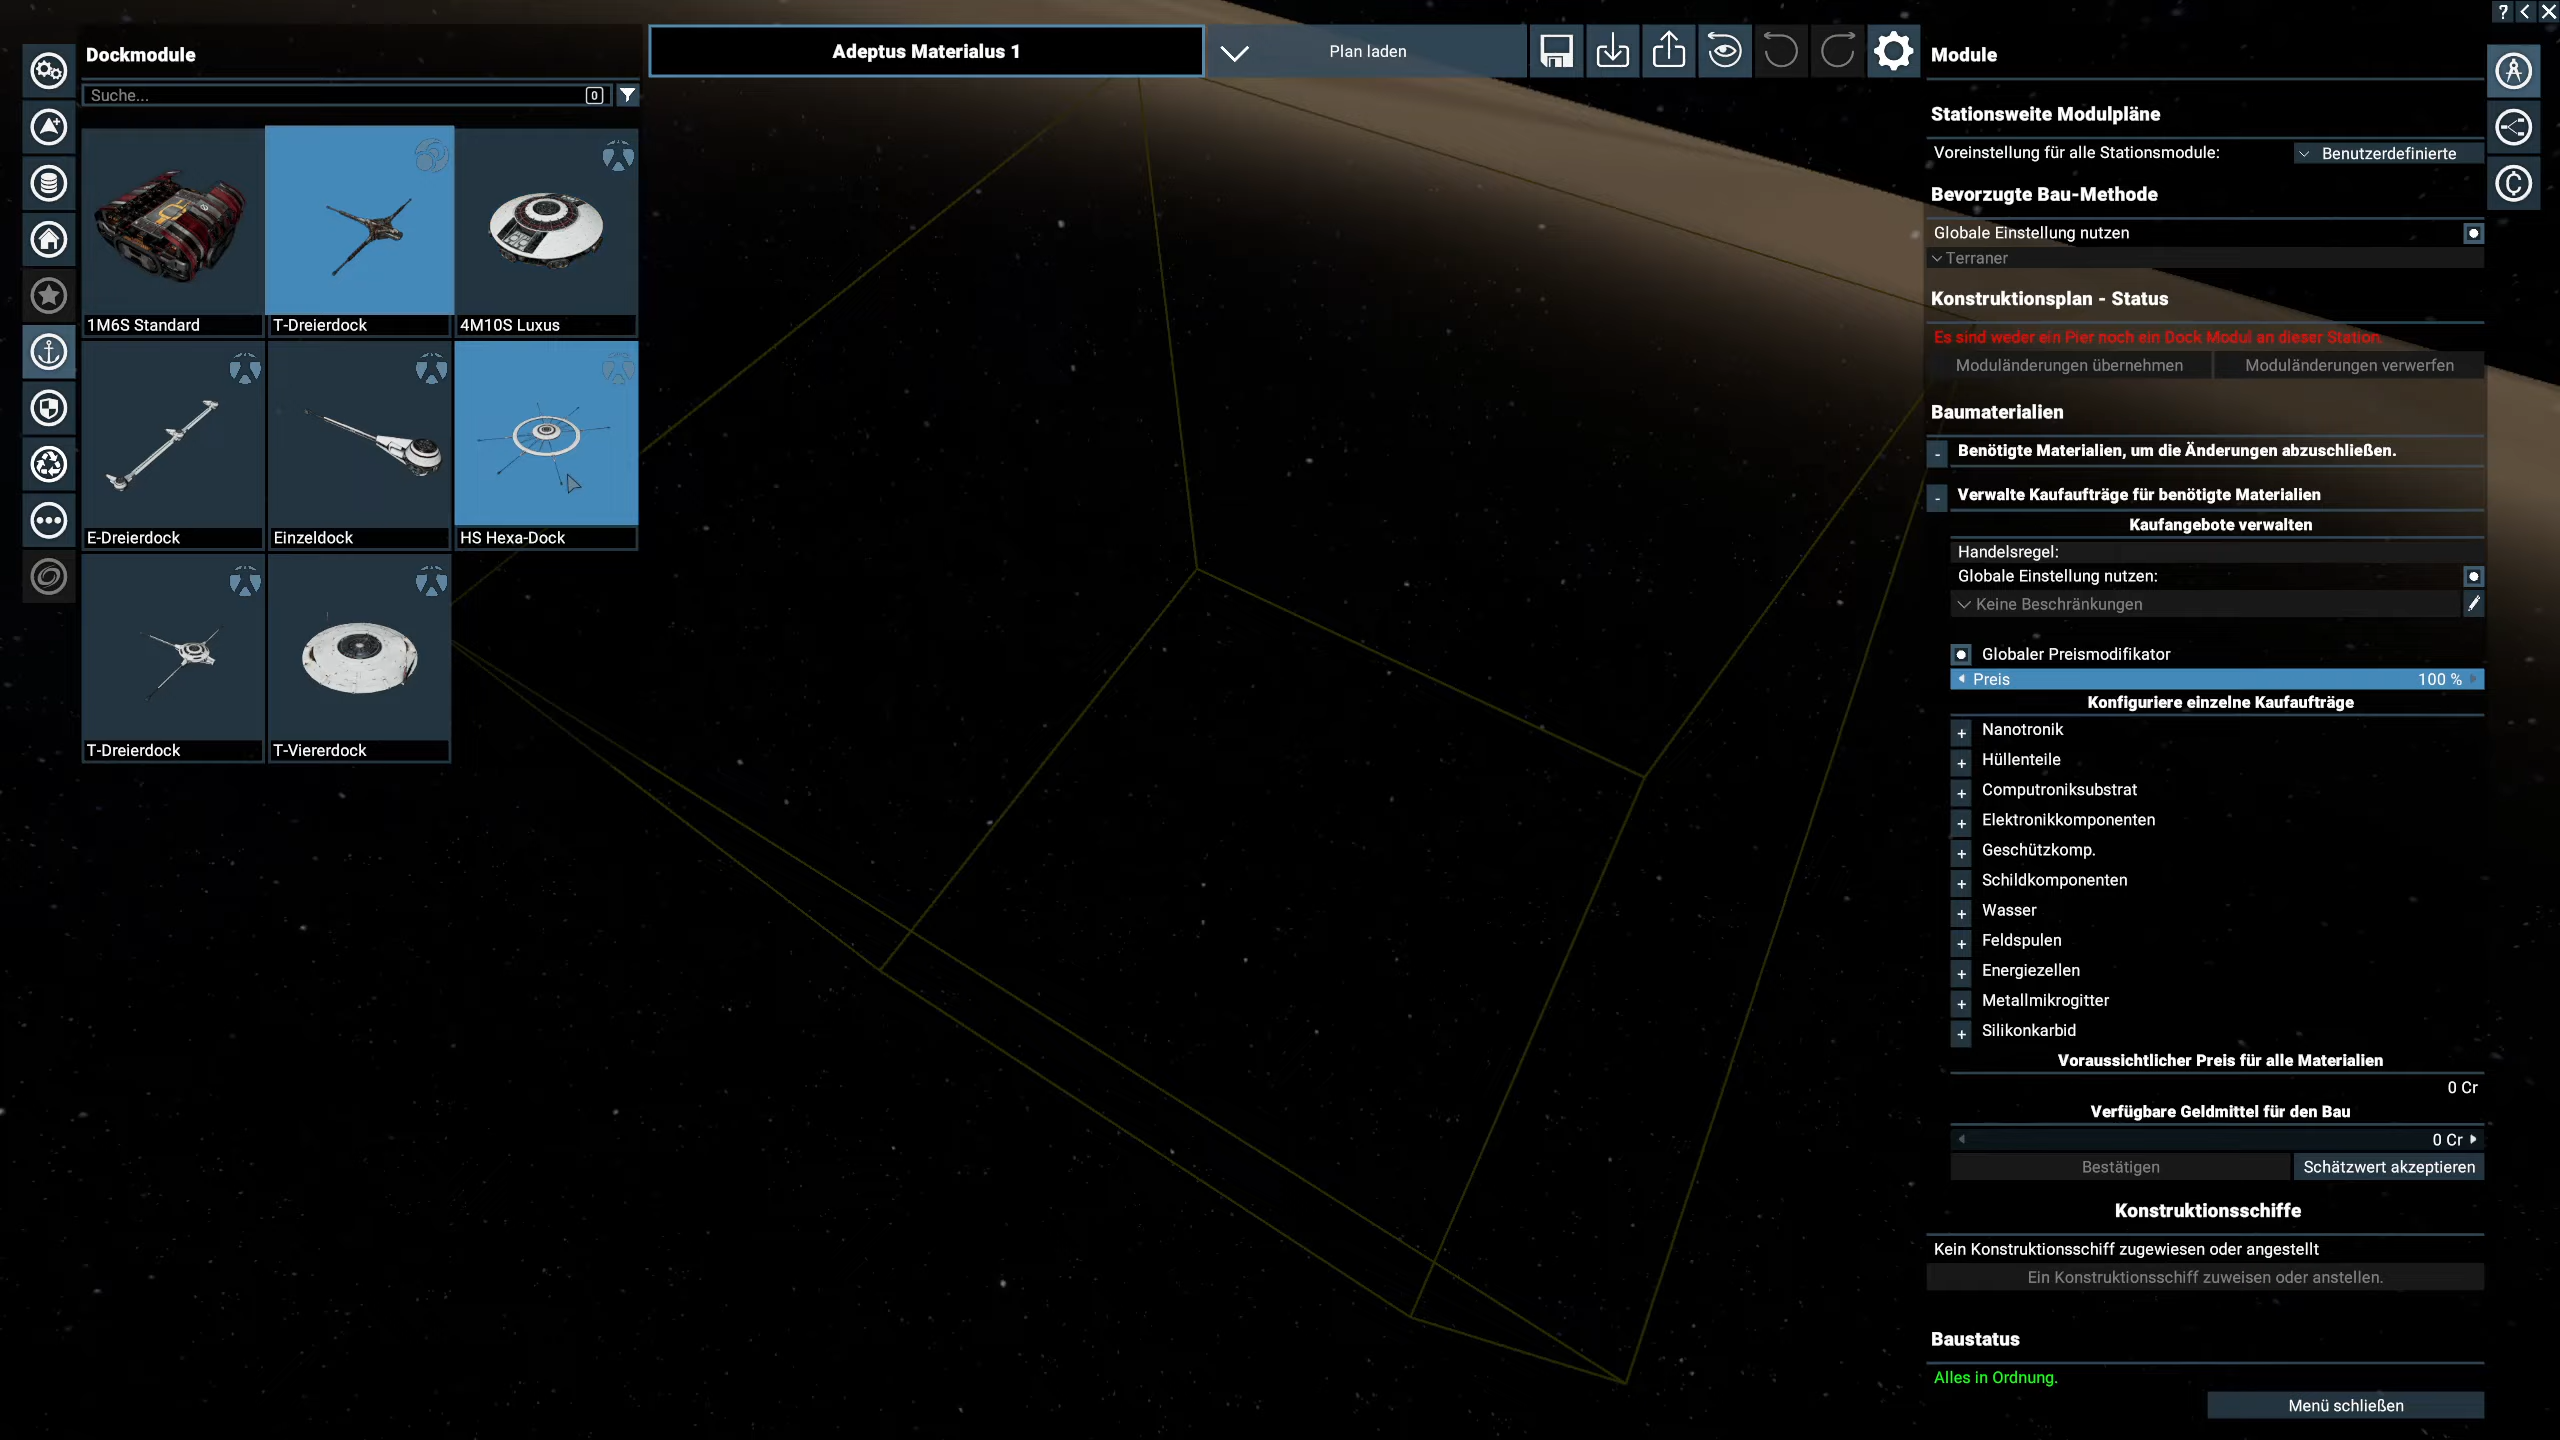 Dockmodule
Suche...
0
1M6S Standard
T-Dreierdock
4M10S Luxus
E-Dreierdock
Einzeldock
HS Hexa-Dock
T-Dreierdock
T-Viererdock
Adeptus Materialus 1
Plan laden
?
Module
Stationsweite Modulpläne
Voreinstellung für alle Stationsmodule:
Benutzerdefinierte
Bevorzugte Bau-Methode
Globale Einstellung nutzen
Terraner
Konstruktionsplan - Status
Es sind weder ein Pier noch ein Dock Modul an dieser Station.
Moduländerungen übernehmen
Moduländerungen verwerfen
Baumaterialien
- Benötigte Materialien, um die Änderungen abzuschließen.
- Verwalte Kaufaufträge für benötigte Materialien
Kaufangebote verwalten
Handelsregel:
Globale Einstellung nutzen:
Keine Beschränkungen
Globaler Preismodifikator
Preis 100 %
Konfiguriere einzelne Kaufaufträge
+ Nanotronik
+ Hüllenteile
+ Computroniksubstrat
+ Elektronikkomponenten
+ Geschützkomp.
+ Schildkomponenten
+ Wasser
+ Feldspulen
+ Energiezellen
+ Metallmikrogitter
+ Silikonkarbid
Voraussichtlicher Preis für alle Materialien
0 Cr
Verfügbare Geldmittel für den Bau
0 Cr
Bestätigen
Schätzwert akzeptieren
Konstruktionsschiffe
Kein Konstruktionsschiff zugewiesen oder angestellt
Ein Konstruktionsschiff zuweisen oder anstellen.
Baustatus
Alles in Ordnung.
Menü schließen